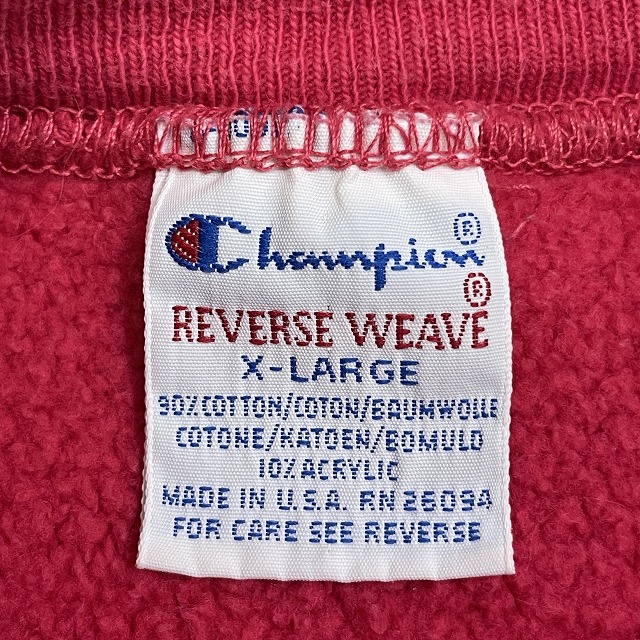 Champion®
REVERSE WEAVE®
X-LARGE
90% COTTON/COTON/BAUMWOLLE
COTONE/KATOEN/BOMULD
10% ACRYLIC
MADE IN U.S.A. RN 26094
FOR CARE SEE REVERSE